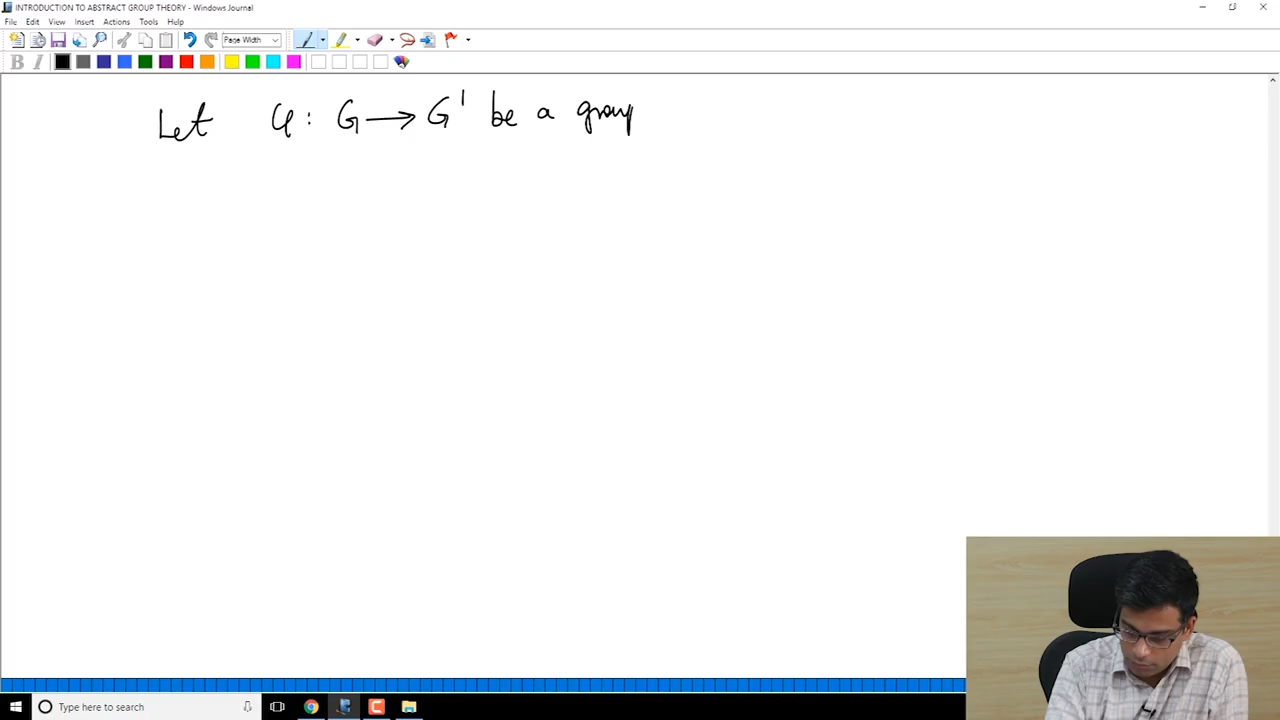 INTRODUCTION TO ABSTRACT GROUP THEORY - Windows Journal
File Edit View Insert Actions Tools Help
Page Width
B I
Let φ: G → G' be a group
Type here to search